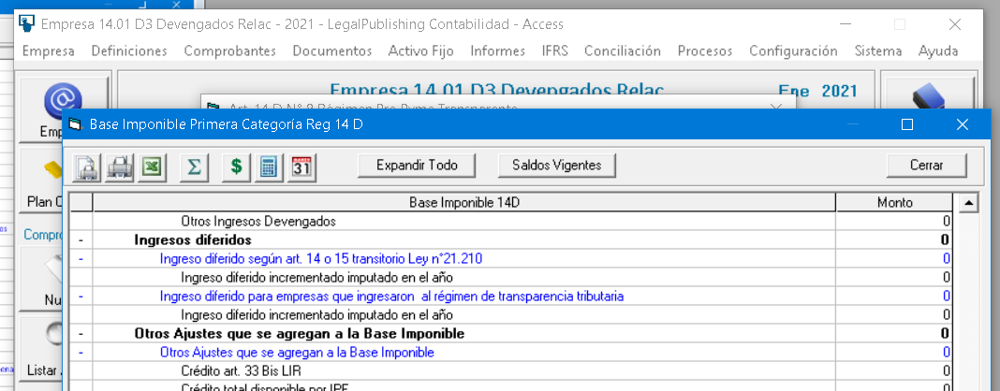 Empresa 14.01 D3 Devengados Relac - 2021 - LegalPublishing Contabilidad - Access
Empresa Definiciones Comprobantes Documentos Activo Fijo Informes IFRS Conciliación Procesos Configuración Sistema Ayuda
Empresa 14.01 D3 Devengados Relac Ene 2021
Art. 14 D N° 8 Régimen Pro Pyme Transparente
Base Imponible Primera Categoría Reg 14 D
Σ $ 31 Expandir Todo Saldos Vigentes Cerrar
Plan
Listar
Base Imponible 14D Monto
Otros Ingresos Devengados 0
- Ingresos diferidos 0
- Ingreso diferido según art. 14 o 15 transitorio Ley n°21.210 0
Ingreso diferido incrementado imputado en el año 0
- Ingreso diferido para empresas que ingresaron al régimen de transparencia tributaria 0
Ingreso diferido incrementado imputado en el año 0
- Otros Ajustes que se agregan a la Base Imponible 0
- Otros Ajustes que se agregan a la Base Imponible 0
Crédito art. 33 Bis LIR 0
Crédito total disponible por IPE 0